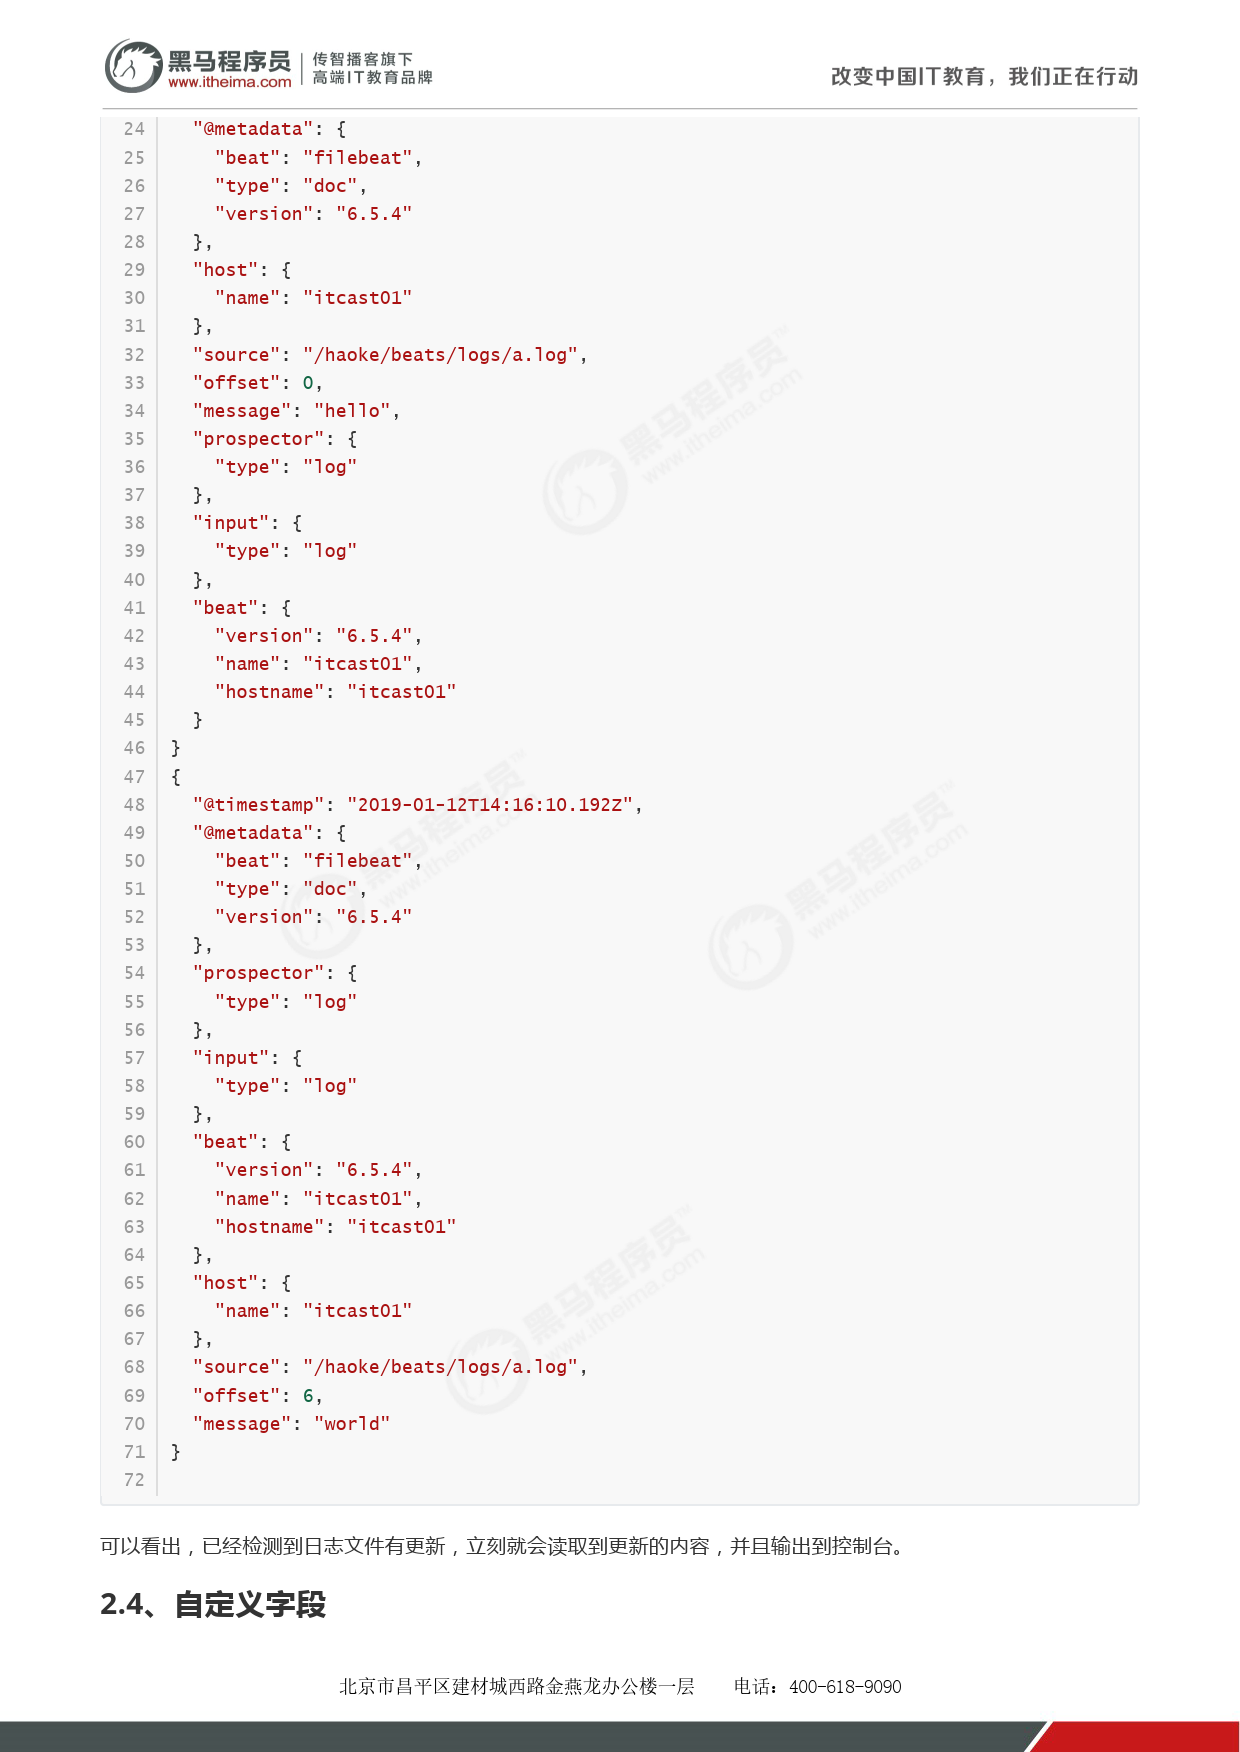 黑马程序员
www.itheima.com
传智播客旗下
高端IT教育品牌
改变中国IT教育，我们正在行动
24 "@metadata": {
25 "beat": "filebeat",
26 "type": "doc",
27 "version": "6.5.4"
28 },
29 "host": {
30 "name": "itcast01"
31 },
32 "source": "/haoke/beats/logs/a.log",
33 "offset": 0,
34 "message": "hello",
35 "prospector": {
36 "type": "log"
37 },
38 "input": {
39 "type": "log"
40 },
41 "beat": {
42 "version": "6.5.4",
43 "name": "itcast01",
44 "hostname": "itcast01"
45 }
46 }
47 {
48 "@timestamp": "2019-01-12T14:16:10.192Z",
49 "@metadata": {
50 "beat": "filebeat",
51 "type": "doc",
52 "version": "6.5.4"
53 },
54 "prospector": {
55 "type": "log"
56 },
57 "input": {
58 "type": "log"
59 },
60 "beat": {
61 "version": "6.5.4",
62 "name": "itcast01",
63 "hostname": "itcast01"
64 },
65 "host": {
66 "name": "itcast01"
67 },
68 "source": "/haoke/beats/logs/a.log",
69 "offset": 6,
70 "message": "world"
71 }
72
可以看出，已经检测到日志文件有更新，立刻就会读取到更新的内容，并且输出到控制台。
2.4、自定义字段
北京市昌平区建材城西路金燕龙办公楼一层 电话：400-618-9090